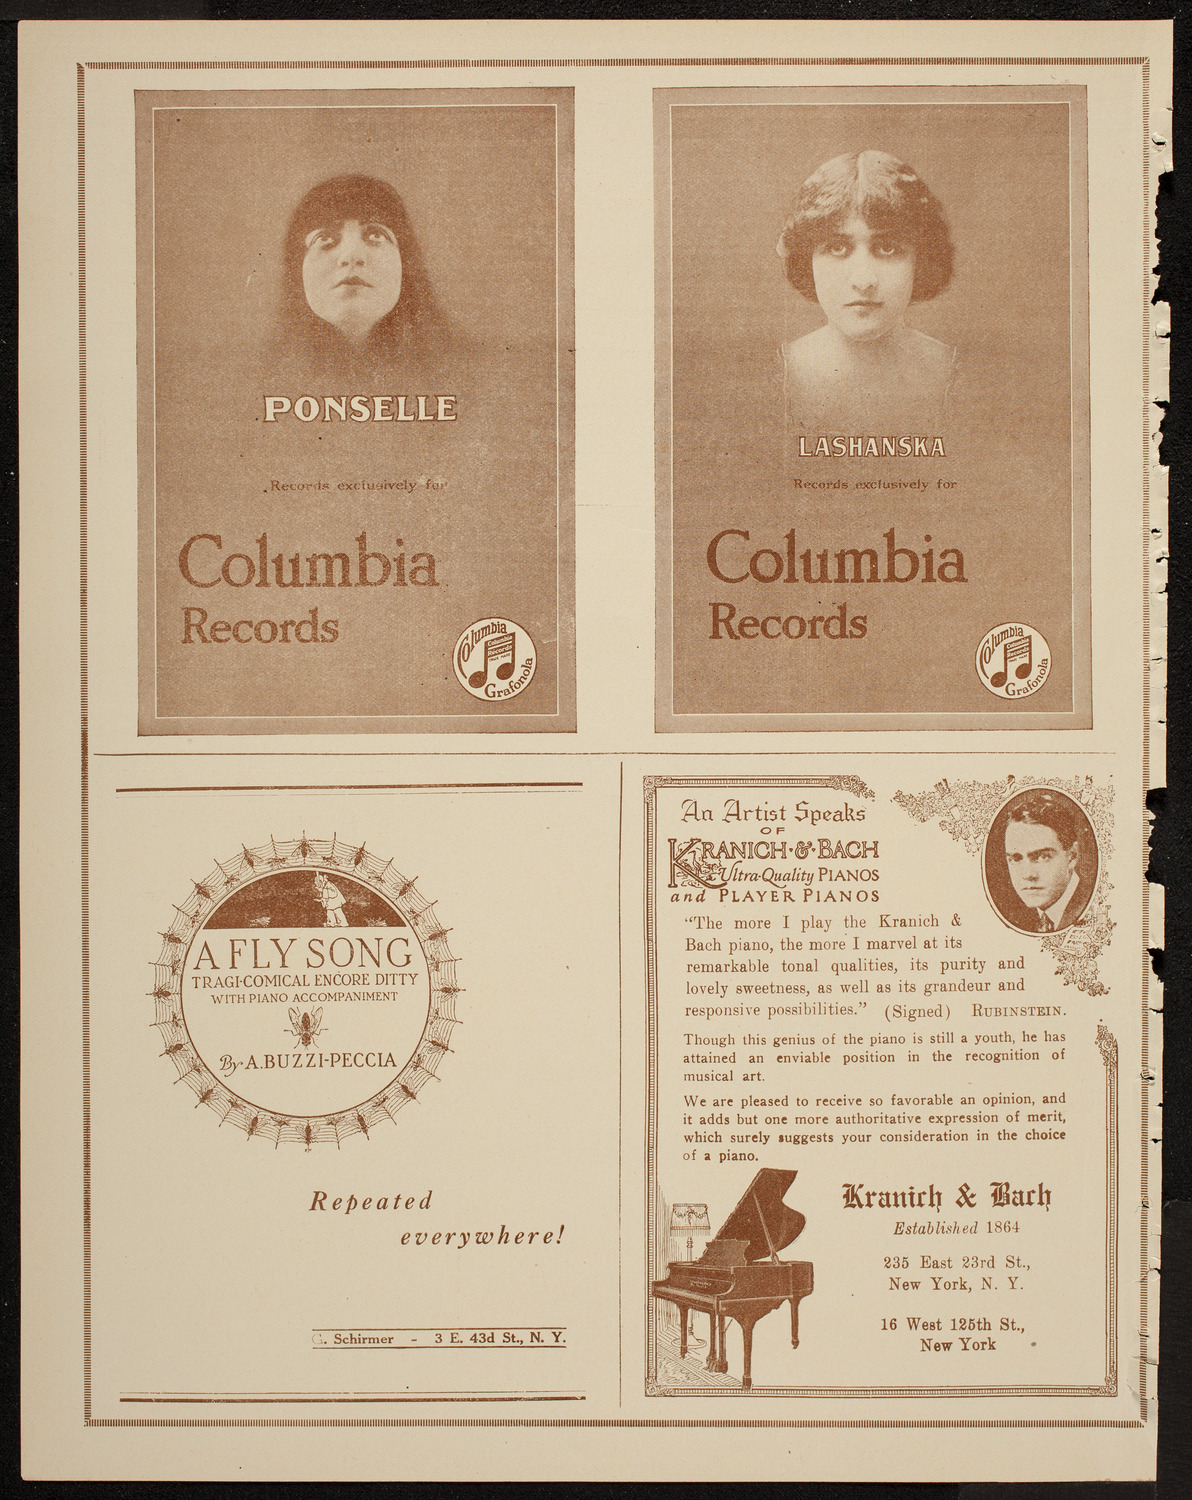 PONSELLE
Records exclusively for
Columbia
Records
Columbia
Columbia
Records
Grafonola
LASHANSKA
Records exclusively for
Columbia
Records
Columbia
Columbia
Records
Grafonola
A FLY SONG
TRAGI-COMICAL ENCORE DITTY
WITH PIANO ACCOMPANIMENT
By A. BUZZI-PECCIA
Repeated
everywhere!
G. Schirmer - 3 E. 43d St., N. Y.
An Artist Speaks
OF
KRANICH & BACH
Ultra-Quality PIANOS
and PLAYER PIANOS
“The more I play the Kranich &
Bach piano, the more I marvel at its
remarkable tonal qualities, its purity and
lovely sweetness, as well as its grandeur and
responsive possibilities.” (Signed) RUBINSTEIN.
Though this genius of the piano is still a youth, he has
attained an enviable position in the recognition of
musical art.
We are pleased to receive so favorable an opinion, and
it adds but one more authoritative expression of merit,
which surely suggests your consideration in the choice
of a piano.
Kranich & Bach
Established 1864
235 East 23rd St.,
New York, N. Y.
16 West 125th St.,
New York